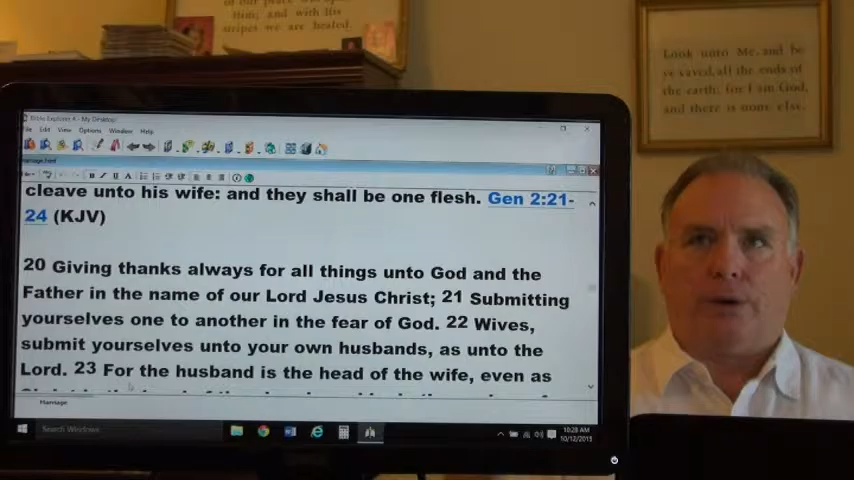 of our peace was upon
Him; and with his
stripes we are healed.
Look unto Me, and be
ye saved, all the ends of
the earth: for I am God,
and there is none else.
Bible Explorer 4 - My Desktop
File Edit View Options Window Help
marriage.html
cleave unto his wife: and they shall be one flesh. Gen 2:21-
24 (KJV)
20 Giving thanks always for all things unto God and the
Father in the name of our Lord Jesus Christ; 21 Submitting
yourselves one to another in the fear of God. 22 Wives,
submit yourselves unto your own husbands, as unto the
Lord. 23 For the husband is the head of the wife, even as
Marriage
Search Windows
10:28 AM
10/12/2015